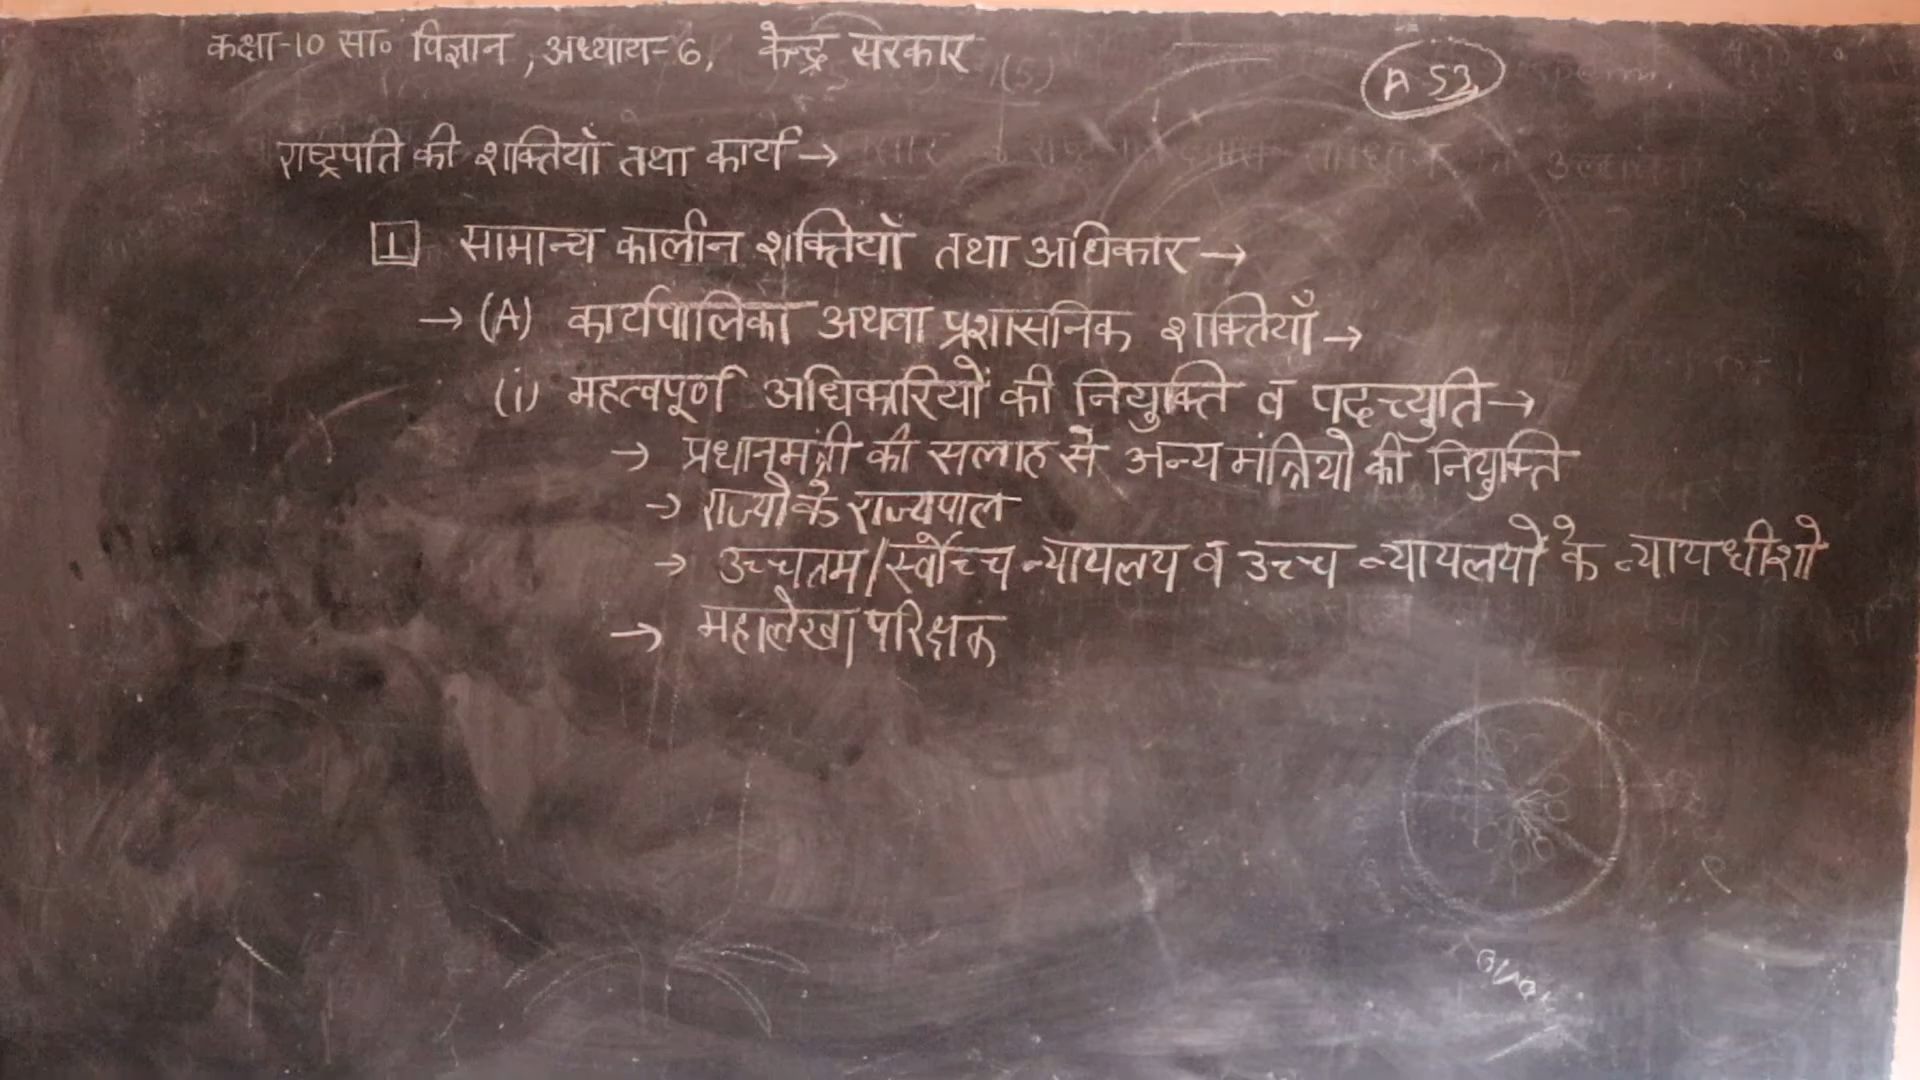 कक्षा-10 सा० विज्ञान, अध्याय-6, केन्द्र सरकार
A 53
राष्ट्रपति की शक्तियाँ तथा कार्य →
1 सामान्य कालीन शक्तियाँ तथा अधिकार →
→ (A) कार्यपालिका अथवा प्रशासनिक शक्तियाँ →
(i) महत्वपूर्ण अधिकारियों की नियुक्ति व पदच्युति →
→ प्रधानमंत्री की सलाह से अन्य मंत्रियो की नियुक्ति
→ राज्यो के राज्यपाल
→ उच्चतम/र्स्वोच्च न्यायलय व उच्च न्यायलयों के न्यायधीशो
→ महालेखा परिक्षक